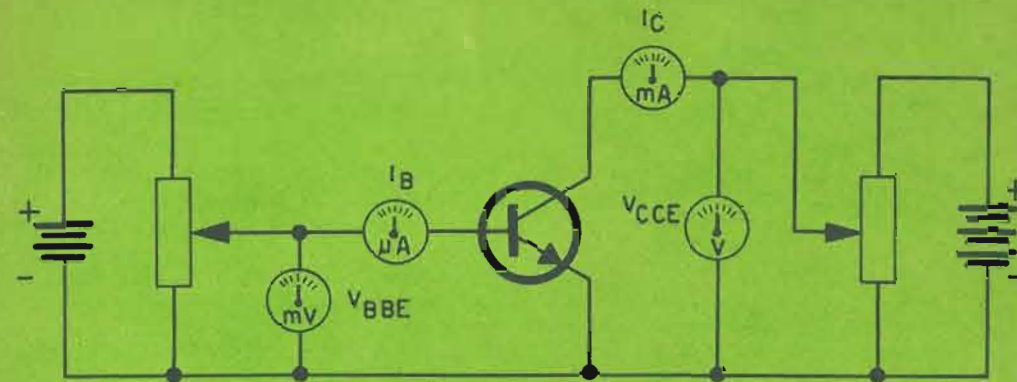 IC
mA
IB
μA
VBBE
mV
VCCE
V
+
-
+
-